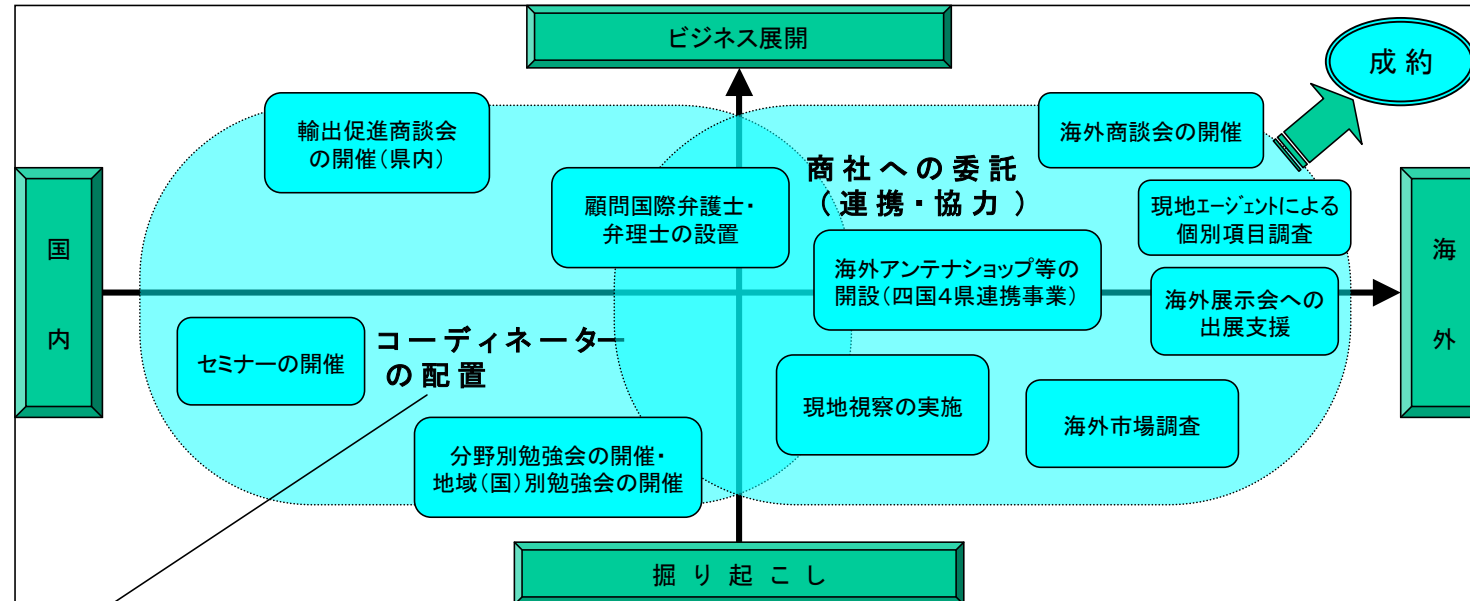 ビジネス展開
成約
輸出促進商談会
の開催(県内)
海外商談会の開催
商社への委託
(連携・協力)
顧問国際弁護士・
弁理士の設置
現地エージェントによる
個別項目調査
国
内
海
外
海外アンテナショップ等の
開設(四国4県連携事業)
海外展示会への
出展支援
セミナーの開催
コーディネーター
の配置
現地視察の実施
海外市場調査
分野別勉強会の開催・
地域(国)別勉強会の開催
掘り起こし